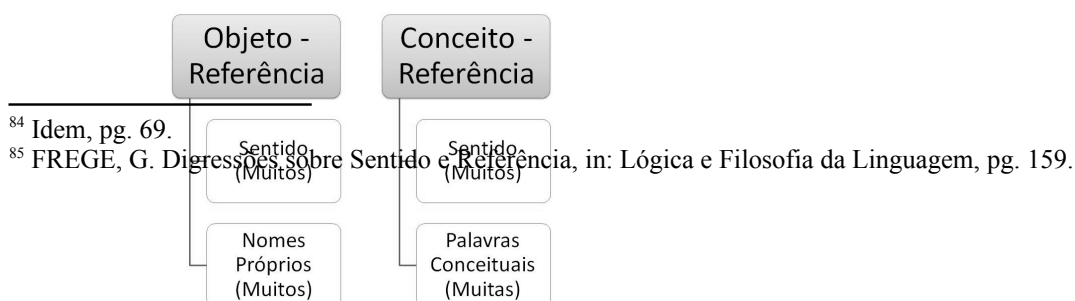 Objeto -
Referência
Conceito -
Referência
84 Idem, pg. 69.
Sentido
(Muitos)
Sentido
(Muitos)
85 FREGE, G. Digressões sobre Sentido e Referência, in: Lógica e Filosofia da Linguagem, pg. 159.
Nomes
Próprios
(Muitos)
Palavras
Conceituais
(Muitas)